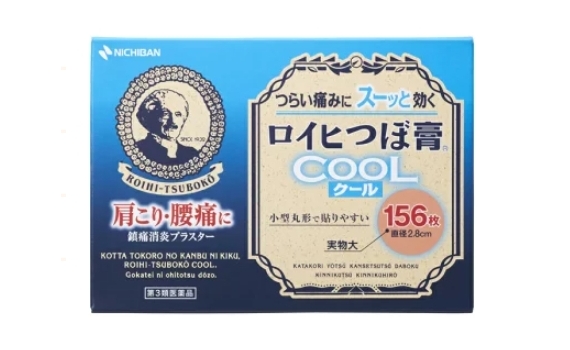 NICHIBAN
SINCE 1930
ROIHI-TSUBOKO
肩こり・腰痛に
鎮痛消炎プラスター
KOTTA TOKORO NO KANBU NI KIKU,
ROIHI-TSUBOKO COOL.
Gokatei ni ohitotsu dōzo.
第3類医薬品
つらい痛みに スーッと効く
ロイヒつぼ膏
COOL
クール
小型丸形で貼りやすい
156枚
直径2.8cm
実物大
KATAKORI YOTSU KANSETSUTSU DABOKU
NINNIKUTSU KINNIKUHIRO